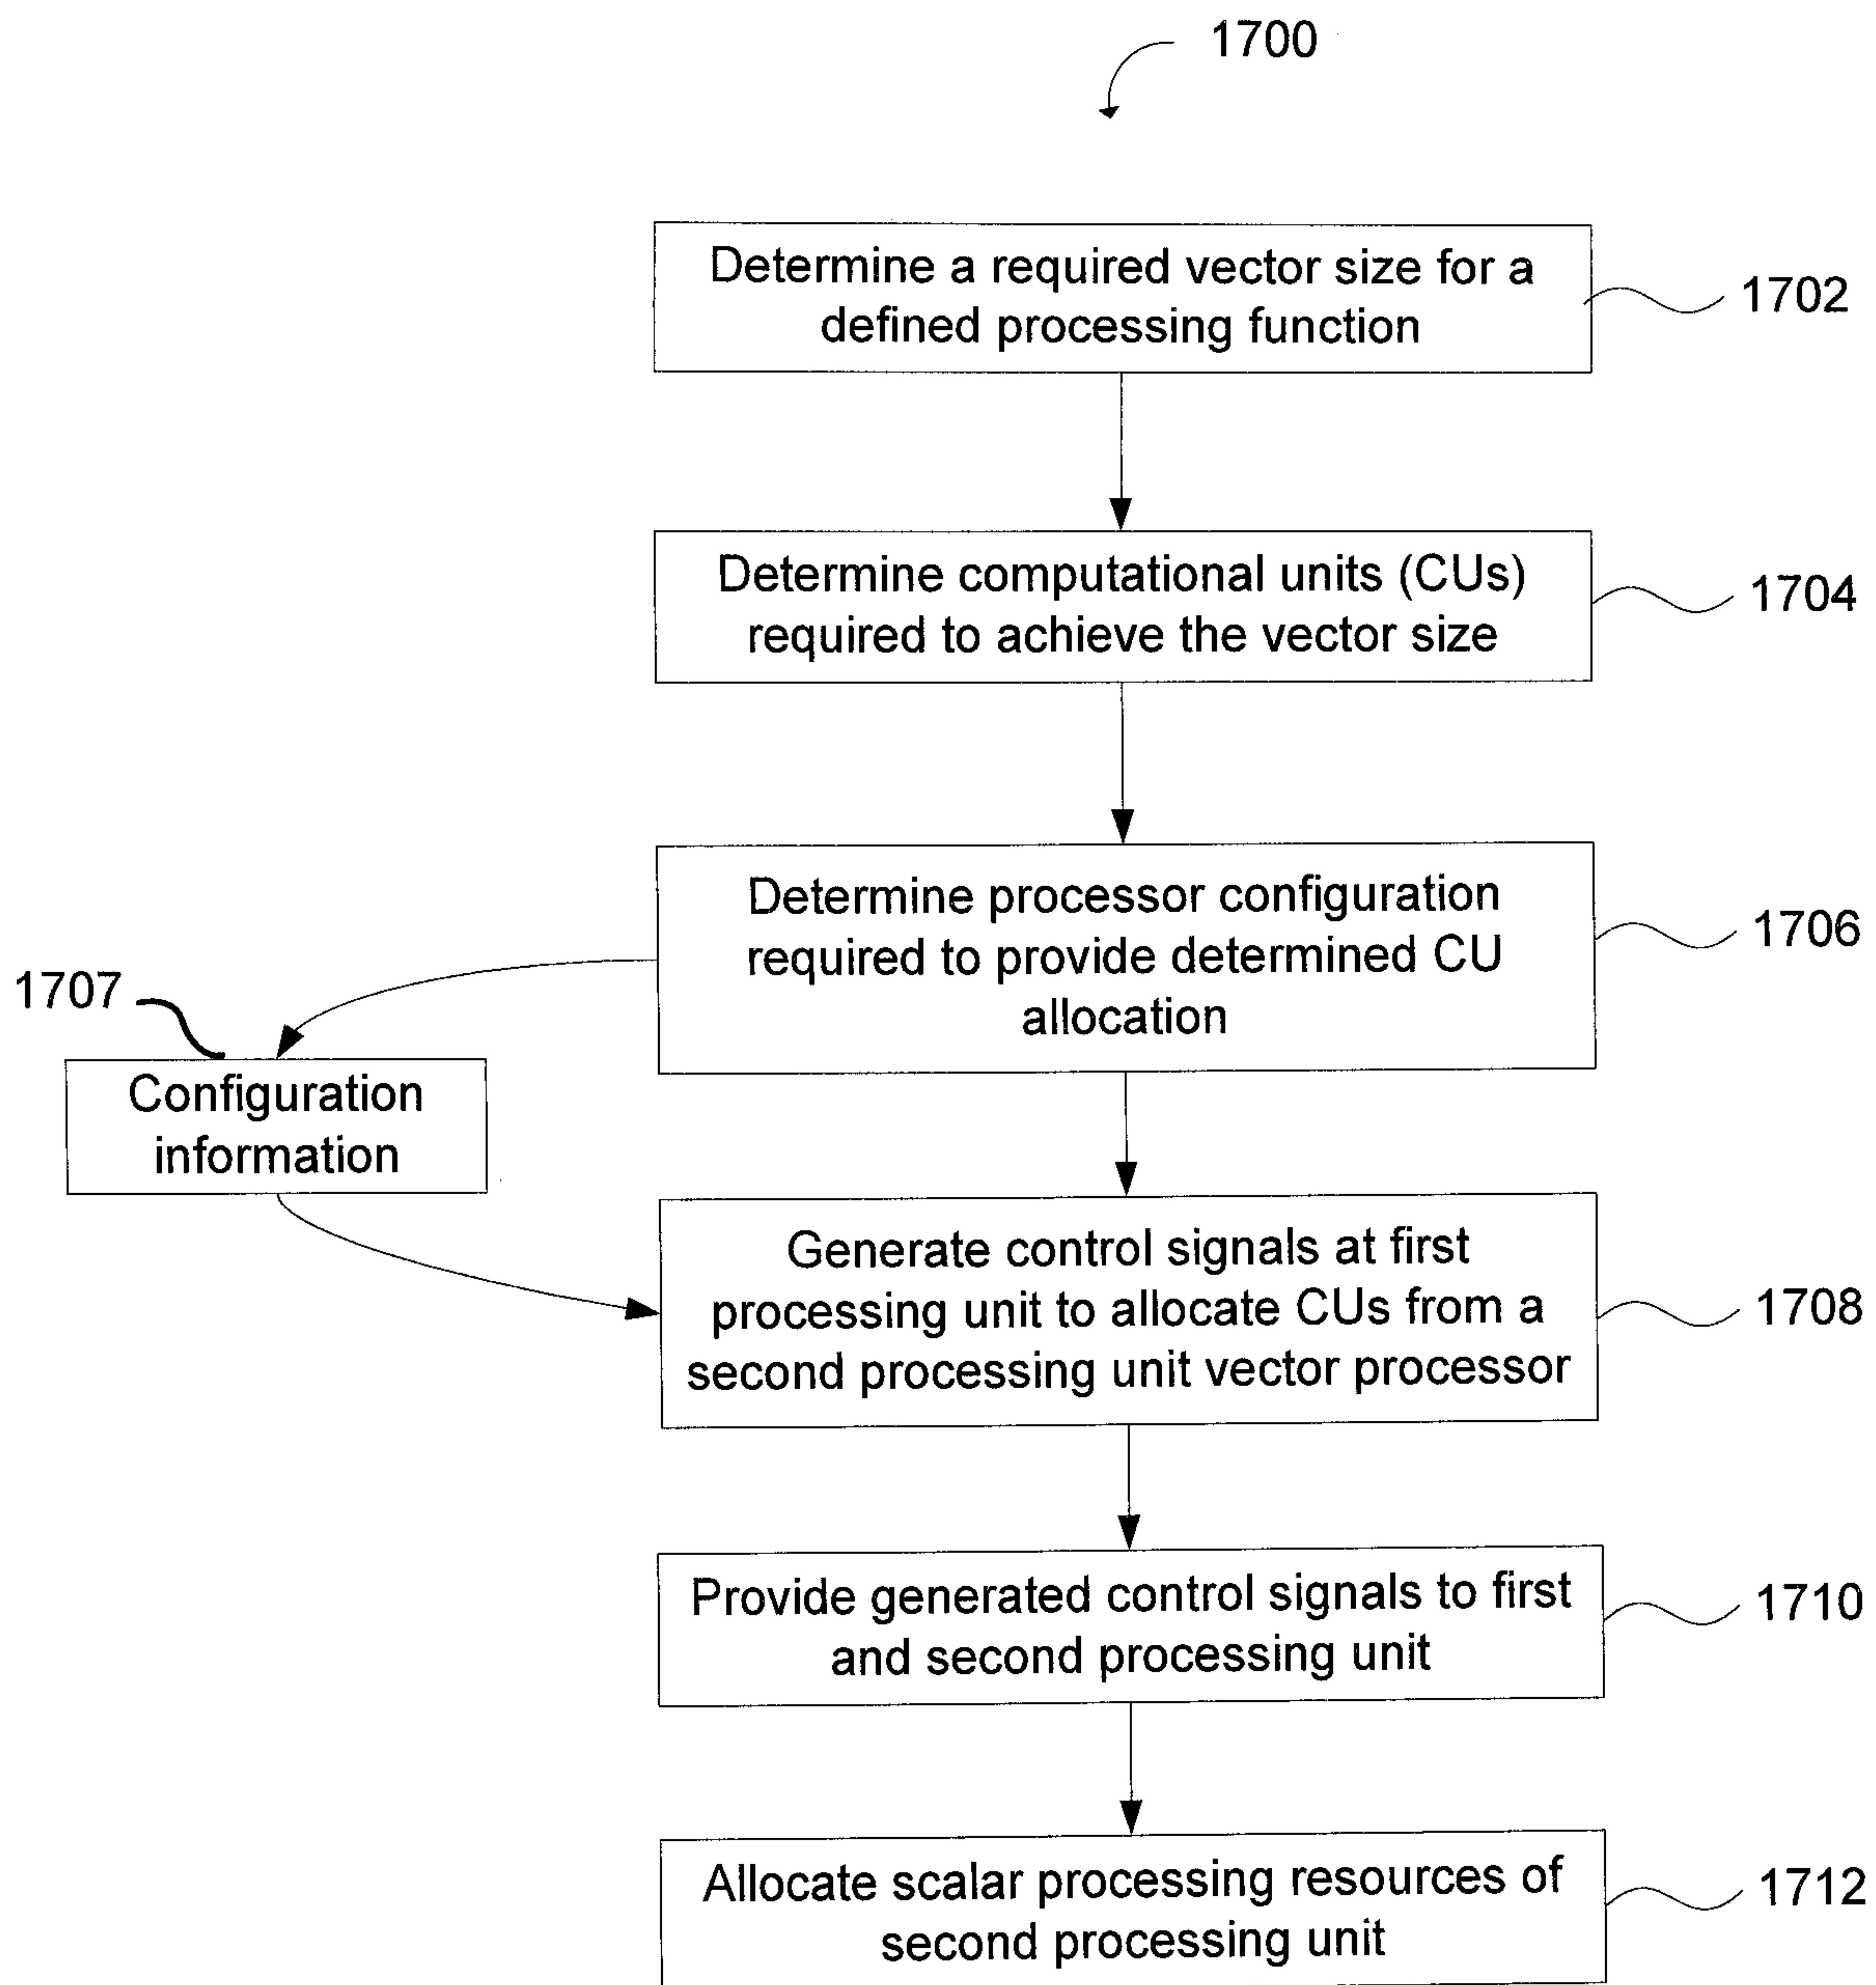 1700
Determine a required vector size for a
defined processing function
1702
Determine computational units (CUs)
required to achieve the vector size
1704
Determine processor configuration
required to provide determined CU
allocation
1706
1707
Configuration
information
Generate control signals at first
processing unit to allocate CUs from a
second processing unit vector processor
1708
Provide generated control signals to first
and second processing unit
1710
Allocate scalar processing resources of
second processing unit
1712